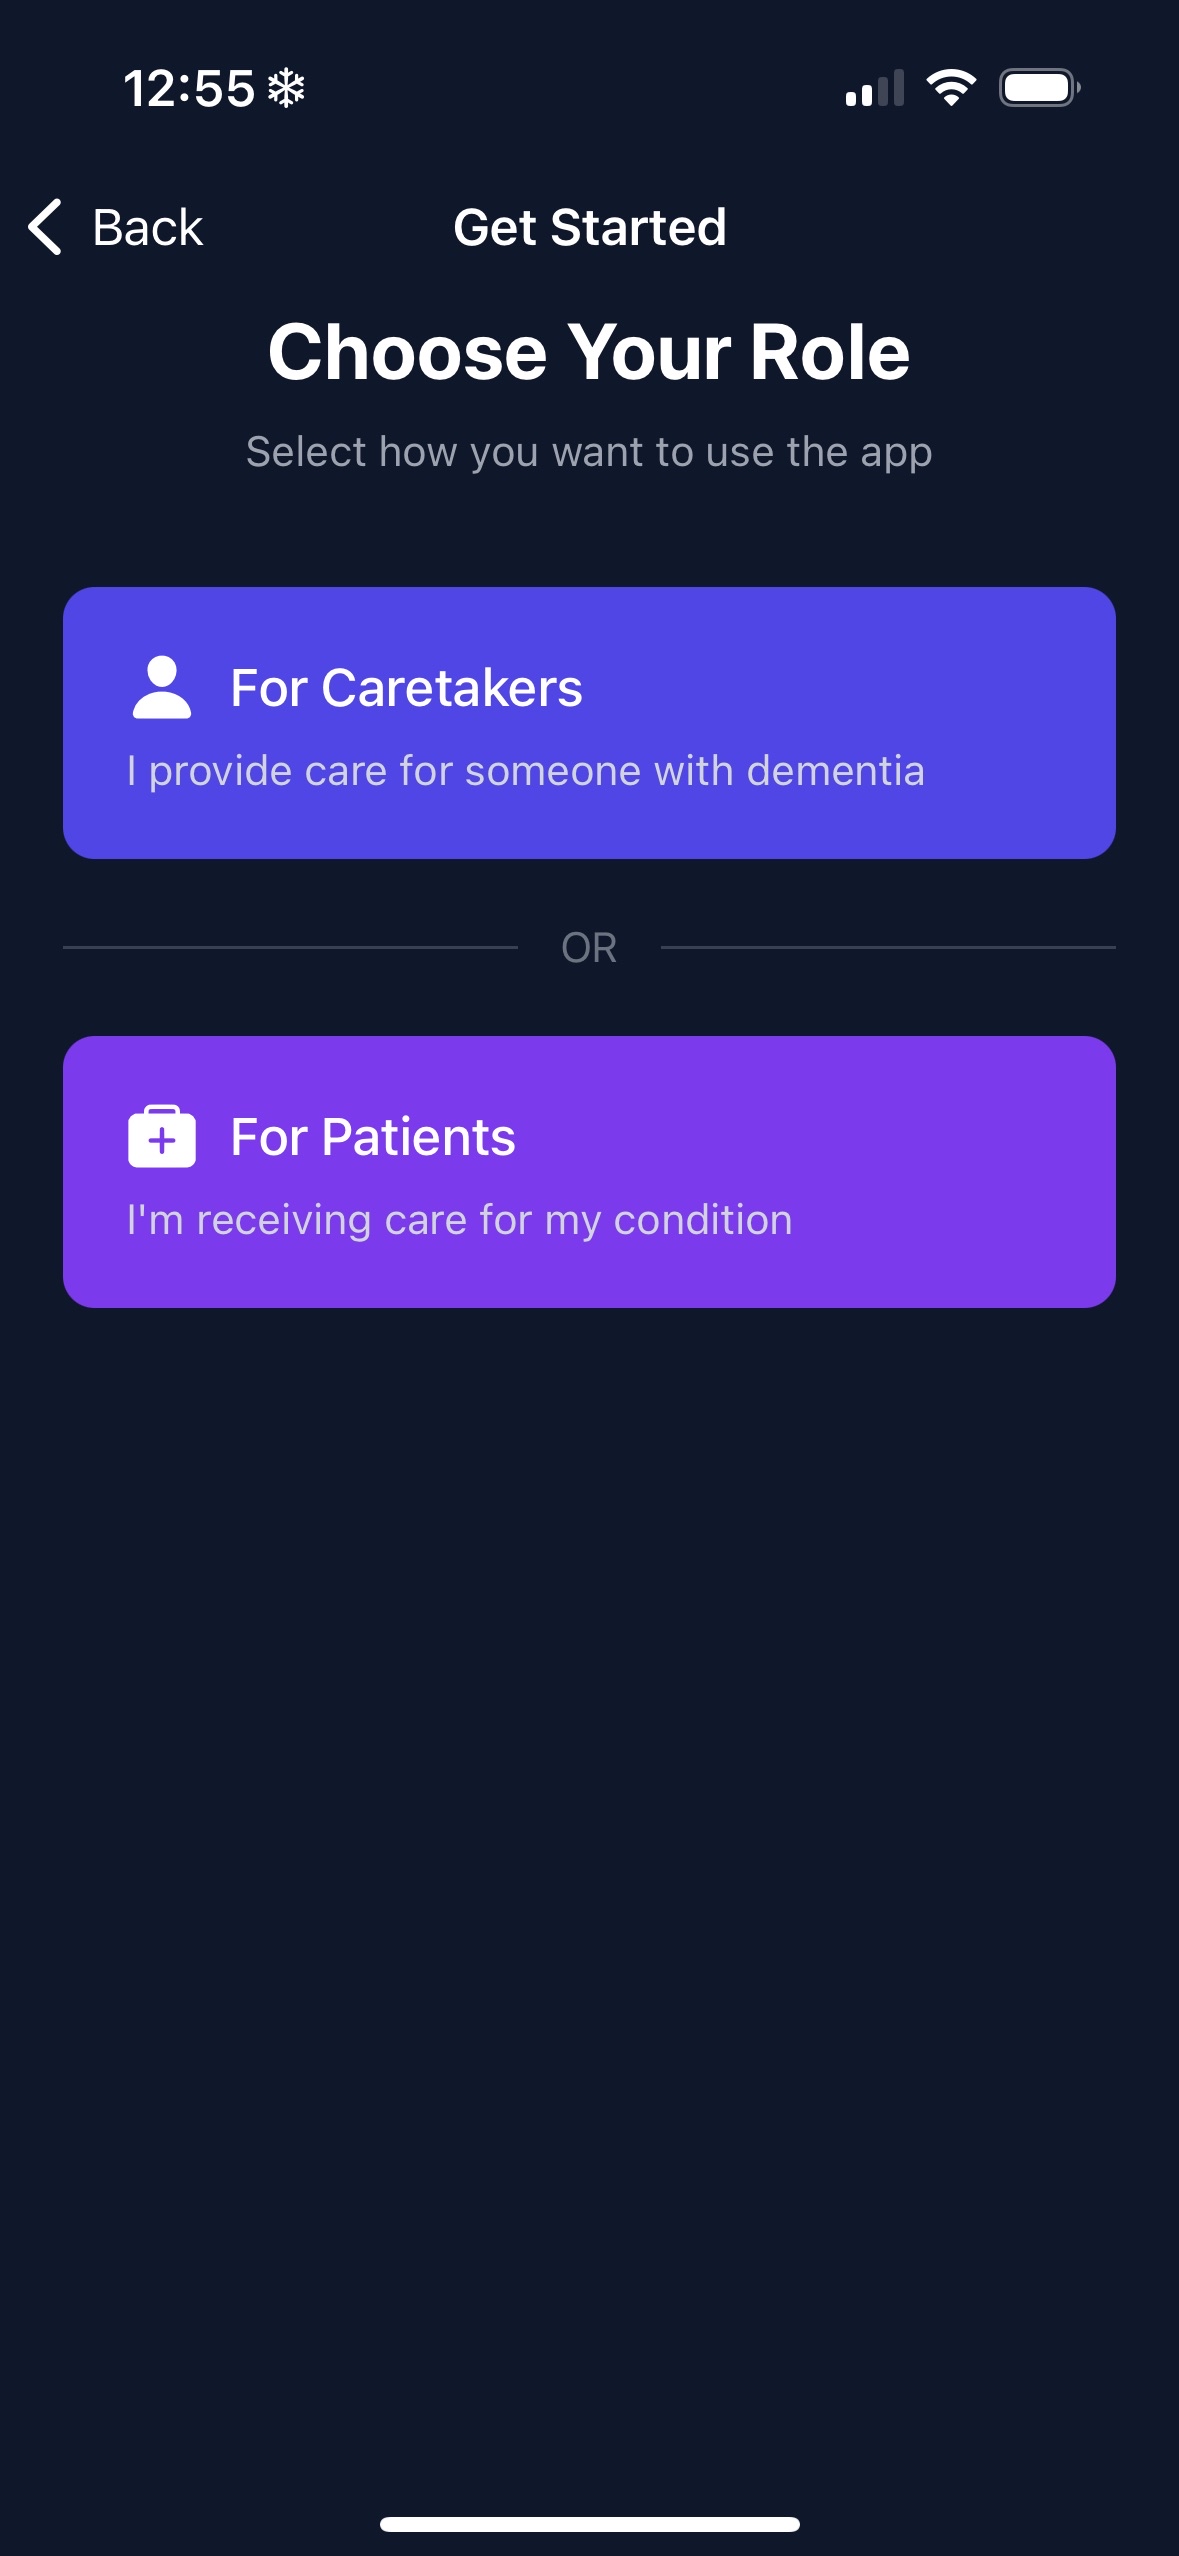 12:55
Back
Get Started
Choose Your Role
Select how you want to use the app
For Caretakers
I provide care for someone with dementia
OR
For Patients
I'm receiving care for my condition